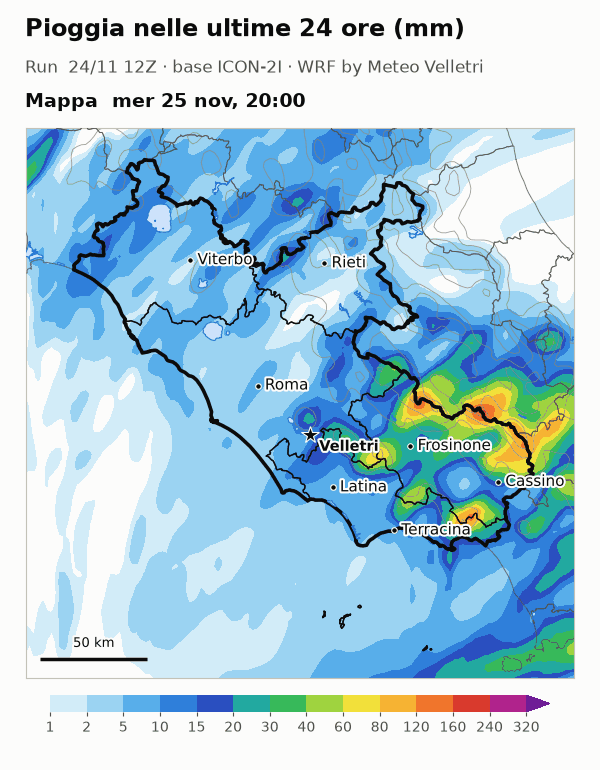 Pioggia nelle ultime 24 ore (mm)
Run  24/11 12Z · base ICON-2I · WRF by Meteo Velletri
Mappa  mer 25 nov, 20:00
Viterbo
Rieti
Roma
Velletri
Frosinone
Latina
Cassino
Terracina
50 km
1 2 5 10 15 20 30 40 60 80 120 160 240 320